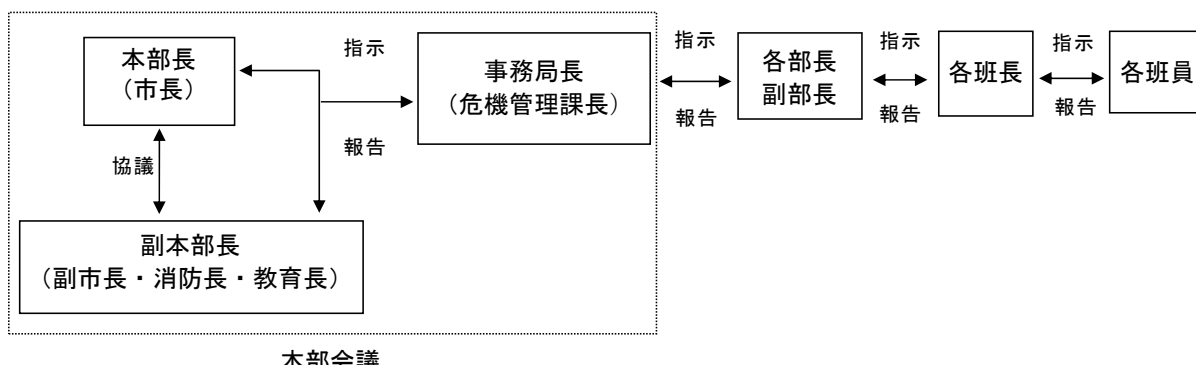 本部長
(市長)
協議
副本部長
(副市長・消防長・教育長)
指示
報告
事務局長
(危機管理課長)
指示
報告
各部長
副部長
指示
報告
各班長
指示
報告
各班員
本部会議